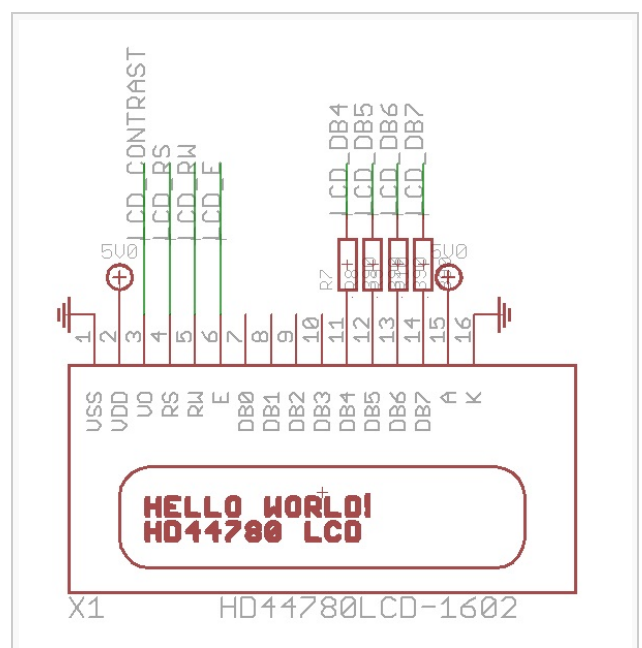 LCD_CONTRAST
LCD_RS
LCD_RW
LCD_E
LCD_DB4
LCD_DB5
LCD_DB6
LCD_DB7
5V0
5V0
R7
1
2
3
4
5
6
7
8
9
10
11
12
13
14
15
16
VSS
VDD
VO
RS
RW
E
DB0
DB1
DB2
DB3
DB4
DB5
DB6
DB7
A
K
HELLO WORLD!
HD44780 LCD
X1 HD44780LCD-1602